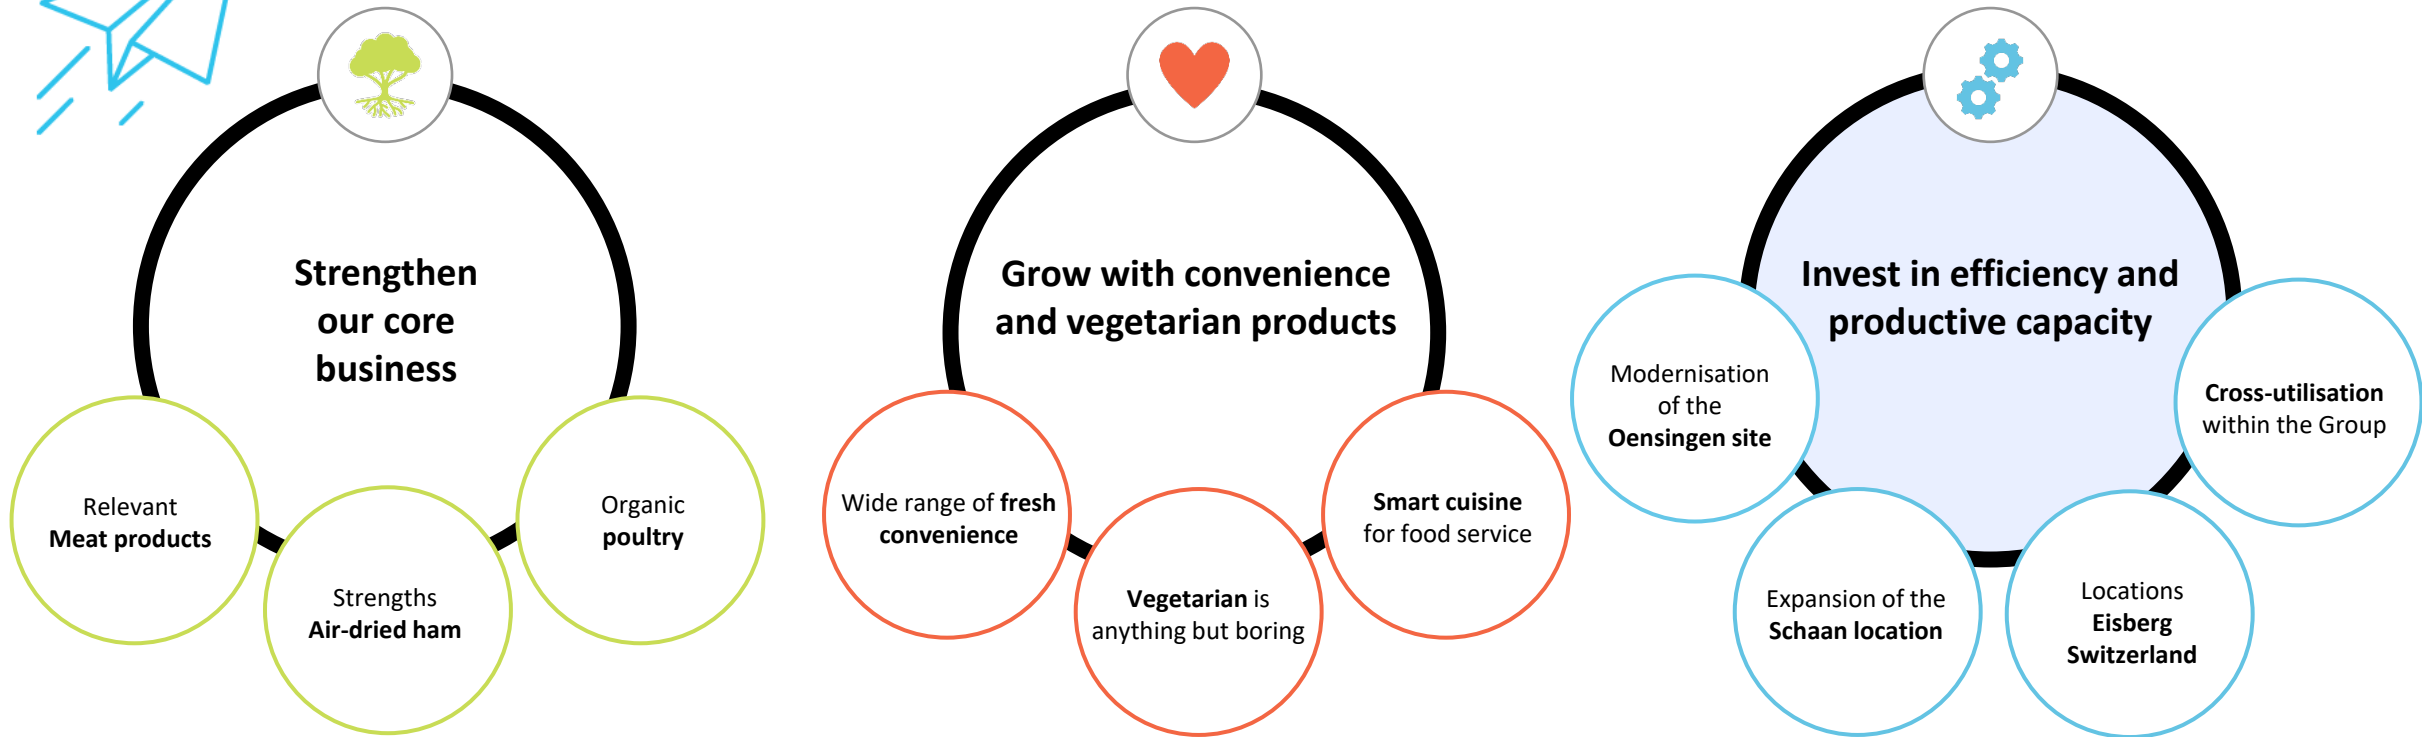 Strengthen
our core
business
Relevant
Meat products
Strengths
Air-dried ham
Organic
poultry
Grow with convenience
and vegetarian products
Wide range of fresh
convenience
Vegetarian is
anything but boring
Smart cuisine
for food service
Invest in efficiency and
productive capacity
Modernisation
of the
Oensingen site
Expansion of the
Schaan location
Locations
Eisberg
Switzerland
Cross-utilisation
within the Group